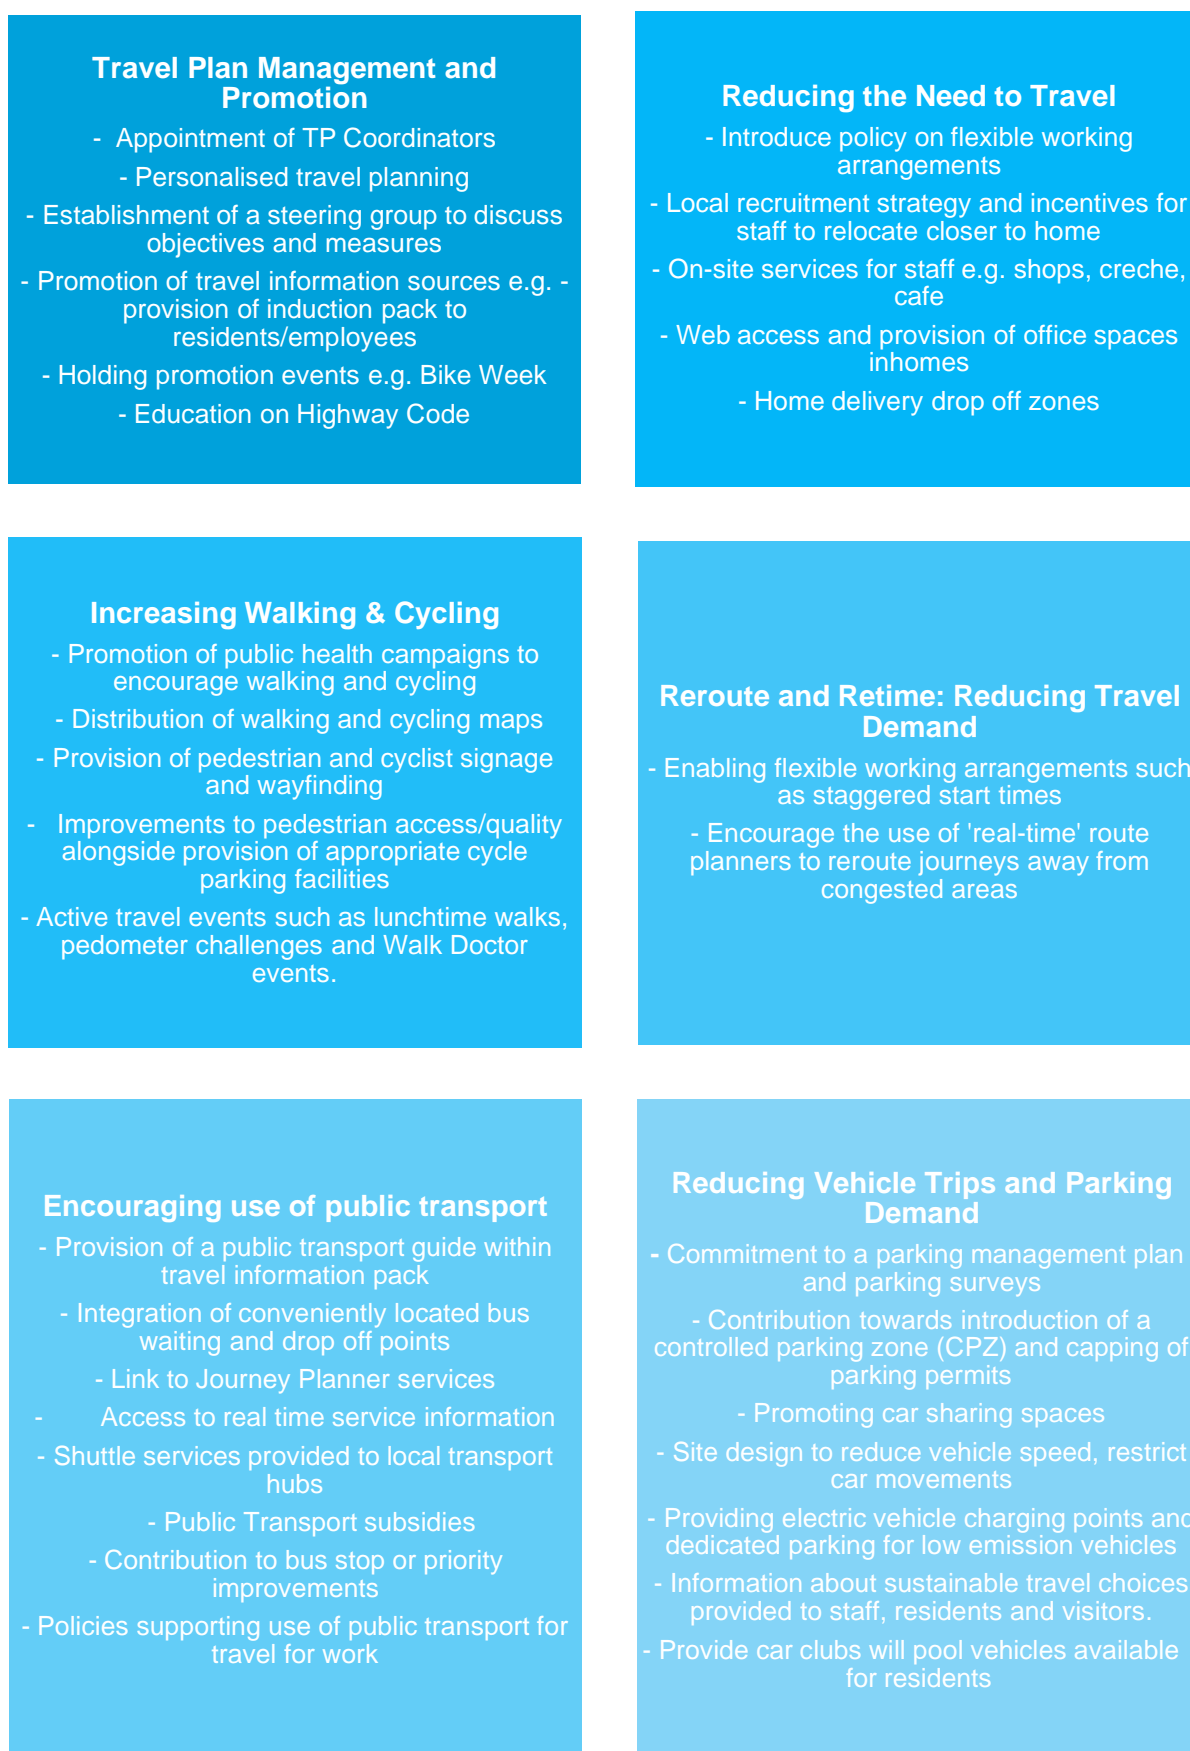 Travel Plan Management and
Promotion
- Appointment of TP Coordinators
- Personalised travel planning
- Establishment of a steering group to discuss
objectives and measures
- Promotion of travel information sources e.g. -
provision of induction pack to
residents/employees
- Holding promotion events e.g. Bike Week
- Education on Highway Code
Reducing the Need to Travel
- Introduce policy on flexible working
arrangements
- Local recruitment strategy and incentives for
staff to relocate closer to home
- On-site services for staff e.g. shops, creche,
cafe
- Web access and provision of office spaces
inhomes
- Home delivery drop off zones
Increasing Walking & Cycling
- Promotion of public health campaigns to
encourage walking and cycling
- Distribution of walking and cycling maps
- Provision of pedestrian and cyclist signage
and wayfinding
- Improvements to pedestrian access/quality
alongside provision of appropriate cycle
parking facilities
- Active travel events such as lunchtime walks,
pedometer challenges and Walk Doctor
events.
Reroute and Retime: Reducing Travel
Demand
- Enabling flexible working arrangements such
as staggered start times
- Encourage the use of 'real-time' route
planners to reroute journeys away from
congested areas
Encouraging use of public transport
- Provision of a public transport guide within
travel information pack
- Integration of conveniently located bus
waiting and drop off points
- Link to Journey Planner services
- Access to real time service information
- Shuttle services provided to local transport
hubs
- Public Transport subsidies
- Contribution to bus stop or priority
improvements
- Policies supporting use of public transport for
travel for work
Reducing Vehicle Trips and Parking
Demand
- Commitment to a parking management plan
and parking surveys
- Contribution towards introduction of a
controlled parking zone (CPZ) and capping of
parking permits
- Promoting car sharing spaces
- Site design to reduce vehicle speed, restrict
car movements
- Providing electric vehicle charging points and
dedicated parking for low emission vehicles
- Information about sustainable travel choices
provided to staff, residents and visitors.
- Provide car clubs will pool vehicles available
for residents